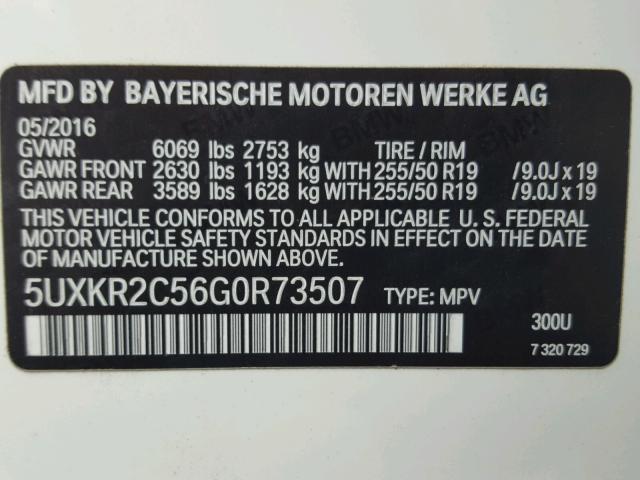 MFD BY BAYERISCHE MOTOREN WERKE AG
05/2016
GVWR 6069 lbs 2753 kg TIRE / RIM
GAWR FRONT 2630 lbs 1193 kg WITH 255/50 R19 /9.0J x 19
GAWR REAR 3589 lbs 1628 kg WITH 255/50 R19 /9.0J x 19
THIS VEHICLE CONFORMS TO ALL APPLICABLE U. S. FEDERAL
MOTOR VEHICLE SAFETY STANDARDS IN EFFECT ON THE DATE
OF MANUFACTURE SHOWN ABOVE.
5UXKR2C56G0R73507 TYPE: MPV
300U
7 320 729